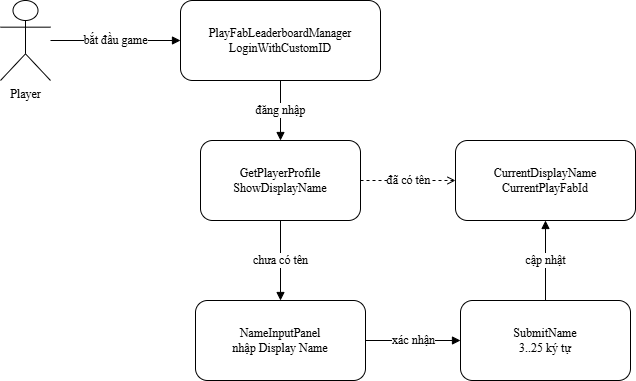 bắt đầu game
PlayFabLeaderboardManager
LoginWithCustomID
Player
đăng nhập
GetPlayerProfile
ShowDisplayName
đã có tên
CurrentDisplayName
CurrentPlayFabId
chưa có tên
cập nhật
NameInputPanel
nhập Display Name
xác nhận
SubmitName
3..25 ký tự